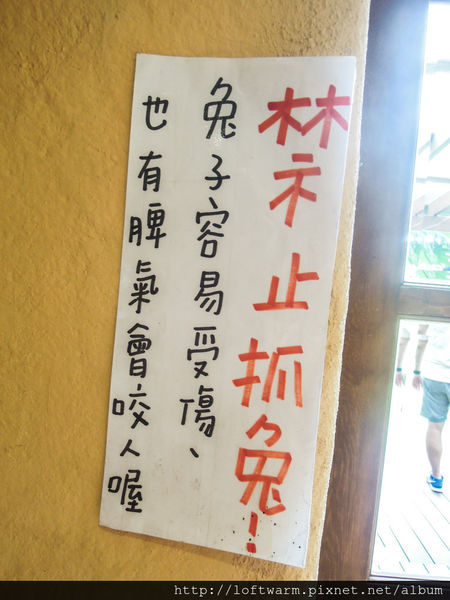 禁止抓兔!
兔子容易受傷、
也有脾氣會咬人喔
http://loftwarm.pixnet.net/album